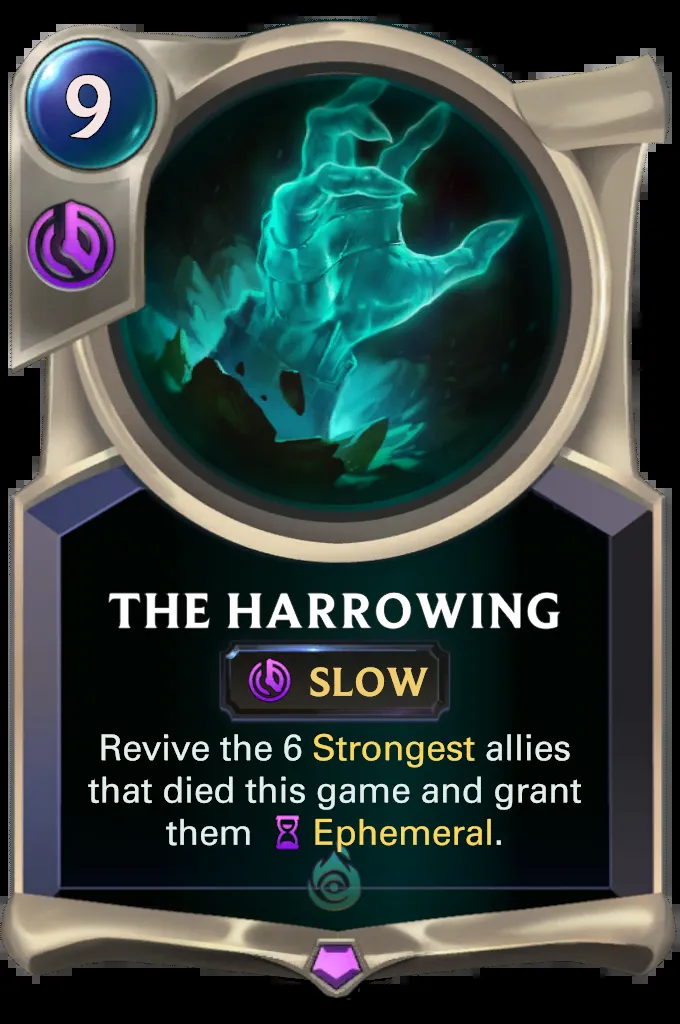 9
THE HARROWING
SLOW
Revive the 6 Strongest allies
that died this game and grant
them Ephemeral.